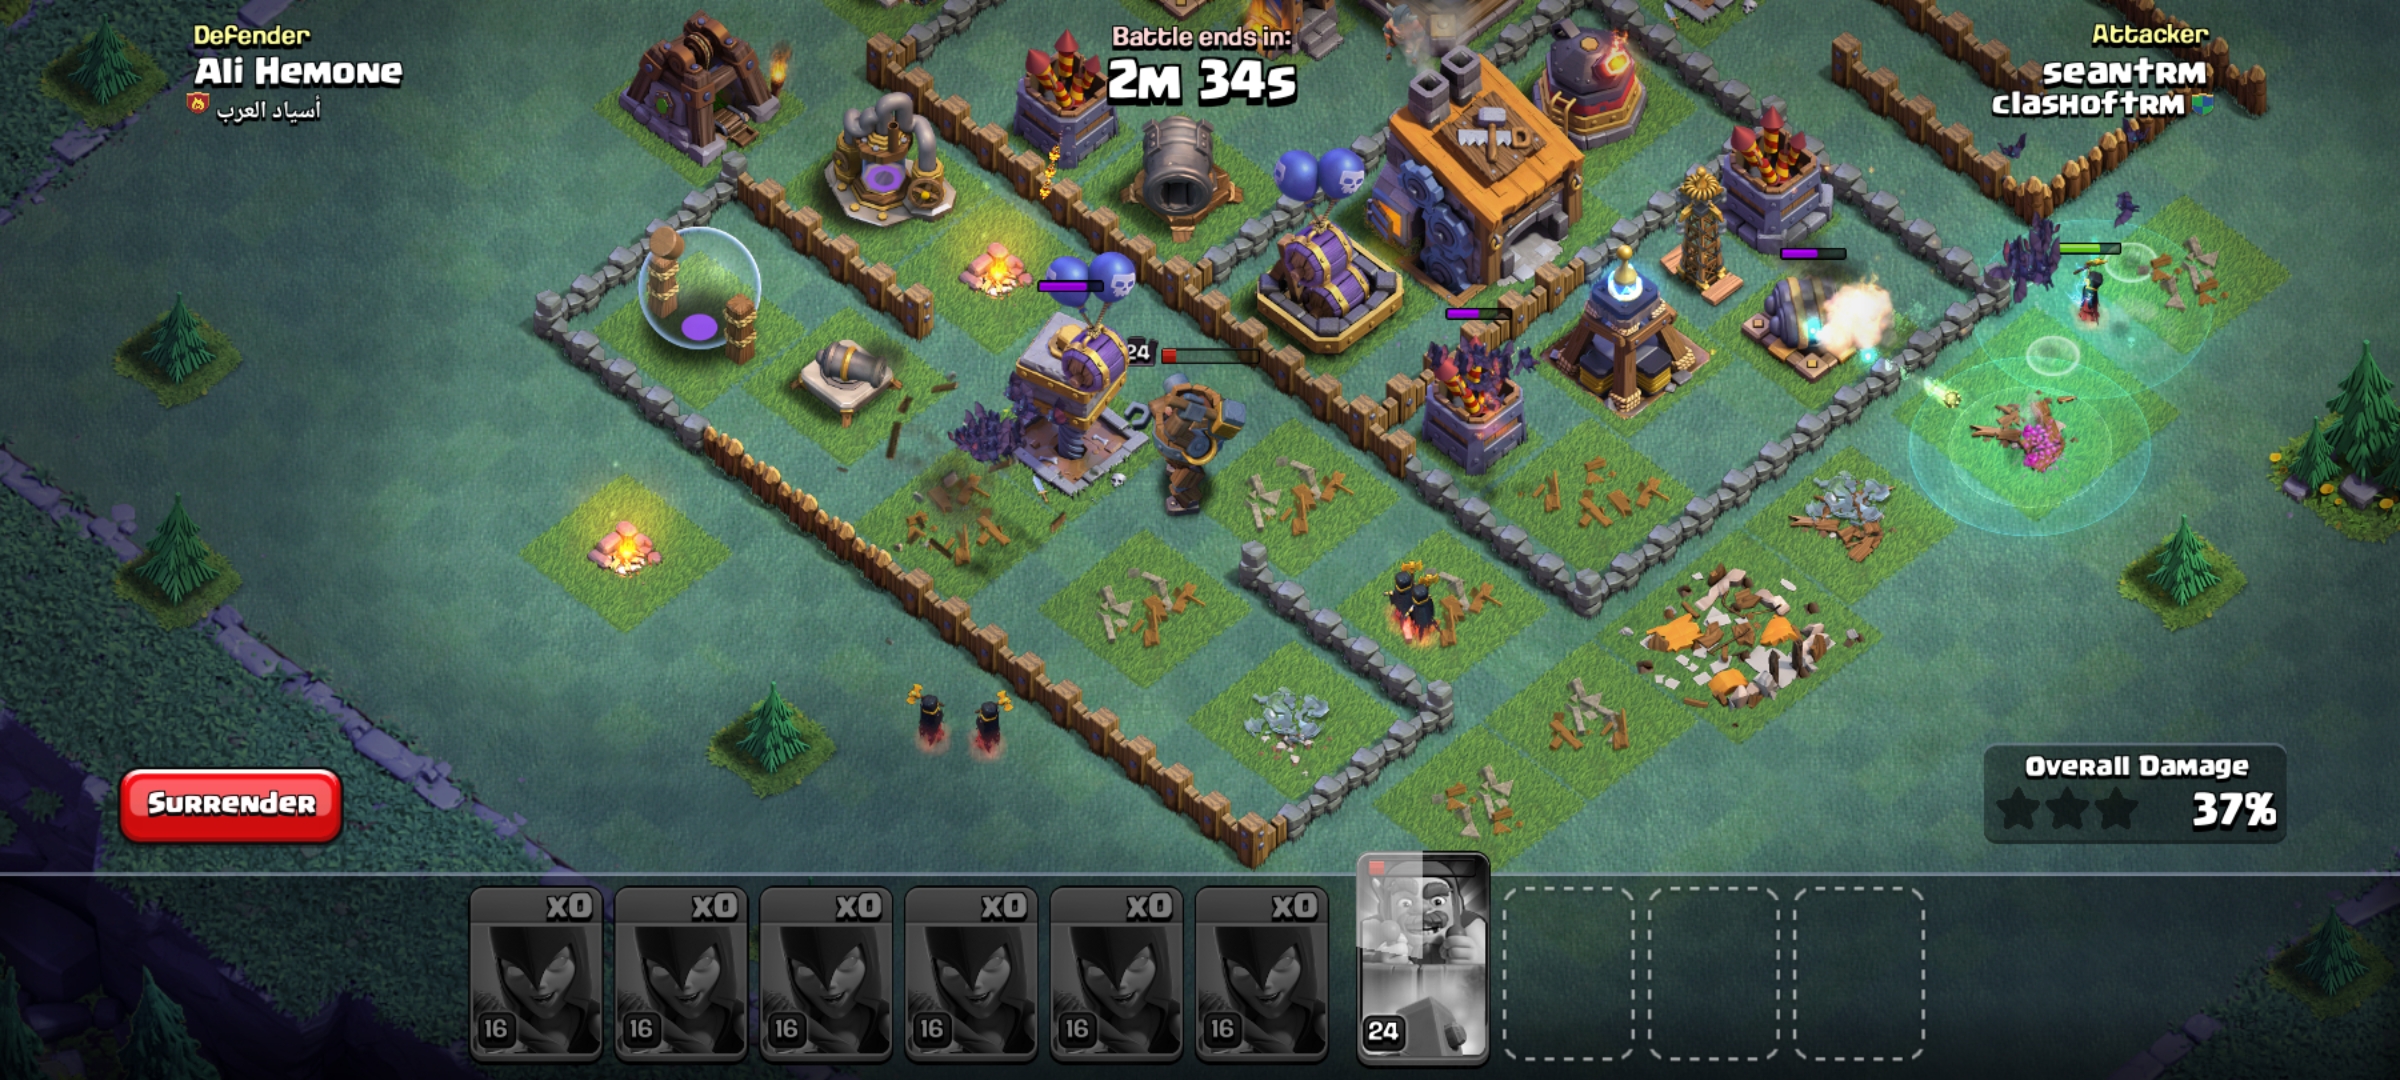 Defender
Ali Hemone
أسياد العرب
Battle ends in:
2M 34s
Attacker
seantRM
clashoftRM
24
Surrender
Overall Damage
37%
x0
x0
x0
x0
x0
x0
16
16
16
16
16
16
24